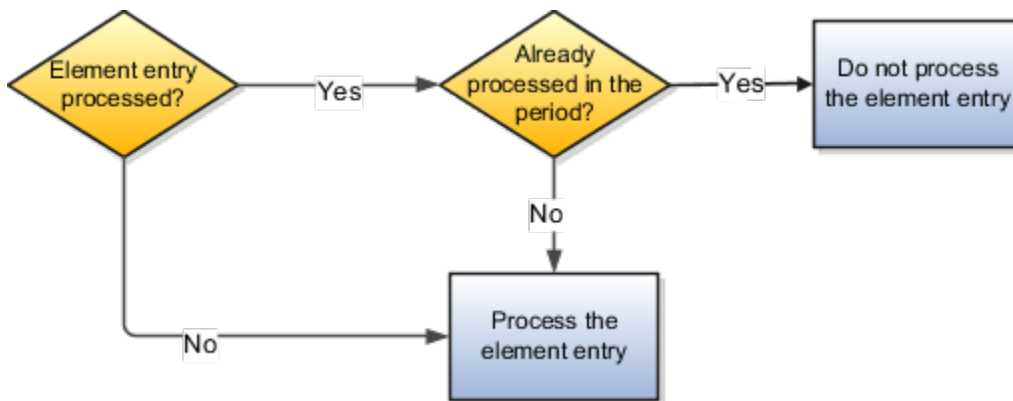 Element entry
processed?
Yes
Already
processed in the
period?
Yes
Do not process
the element entry
No
No
Process the
element entry